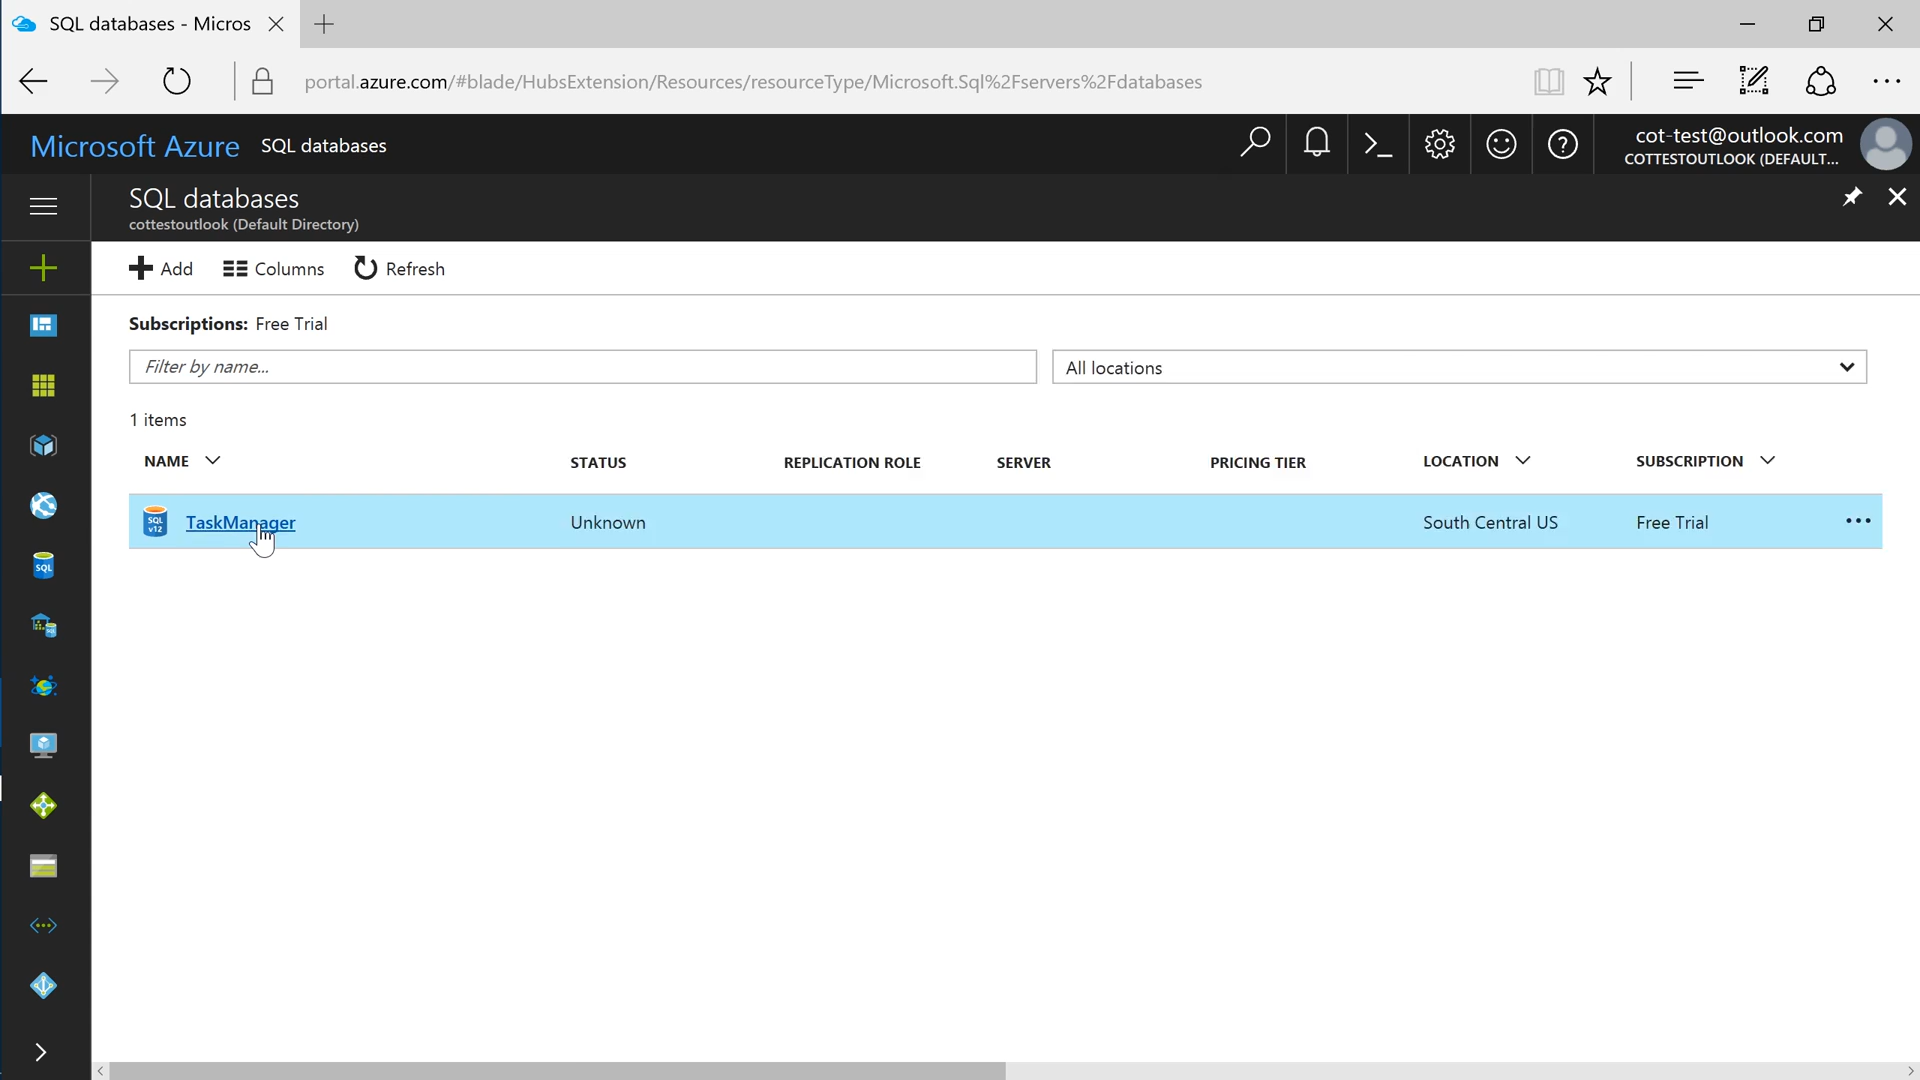 SQL databases - Micros
portal.azure.com/#blade/HubsExtension/Resources/resourceType/Microsoft.Sql%2Fservers%2Fdatabases
Microsoft Azure SQL databases
cot-test@outlook.com
COTTESTOUTLOOK (DEFAULT...
SQL databases
cottestoutlook (Default Directory)
Add Columns Refresh
Subscriptions: Free Trial
Filter by name... All locations
1 items
NAME STATUS REPLICATION ROLE SERVER PRICING TIER LOCATION SUBSCRIPTION
SQL
v12
TaskManager Unknown South Central US Free Trial ...
SQL